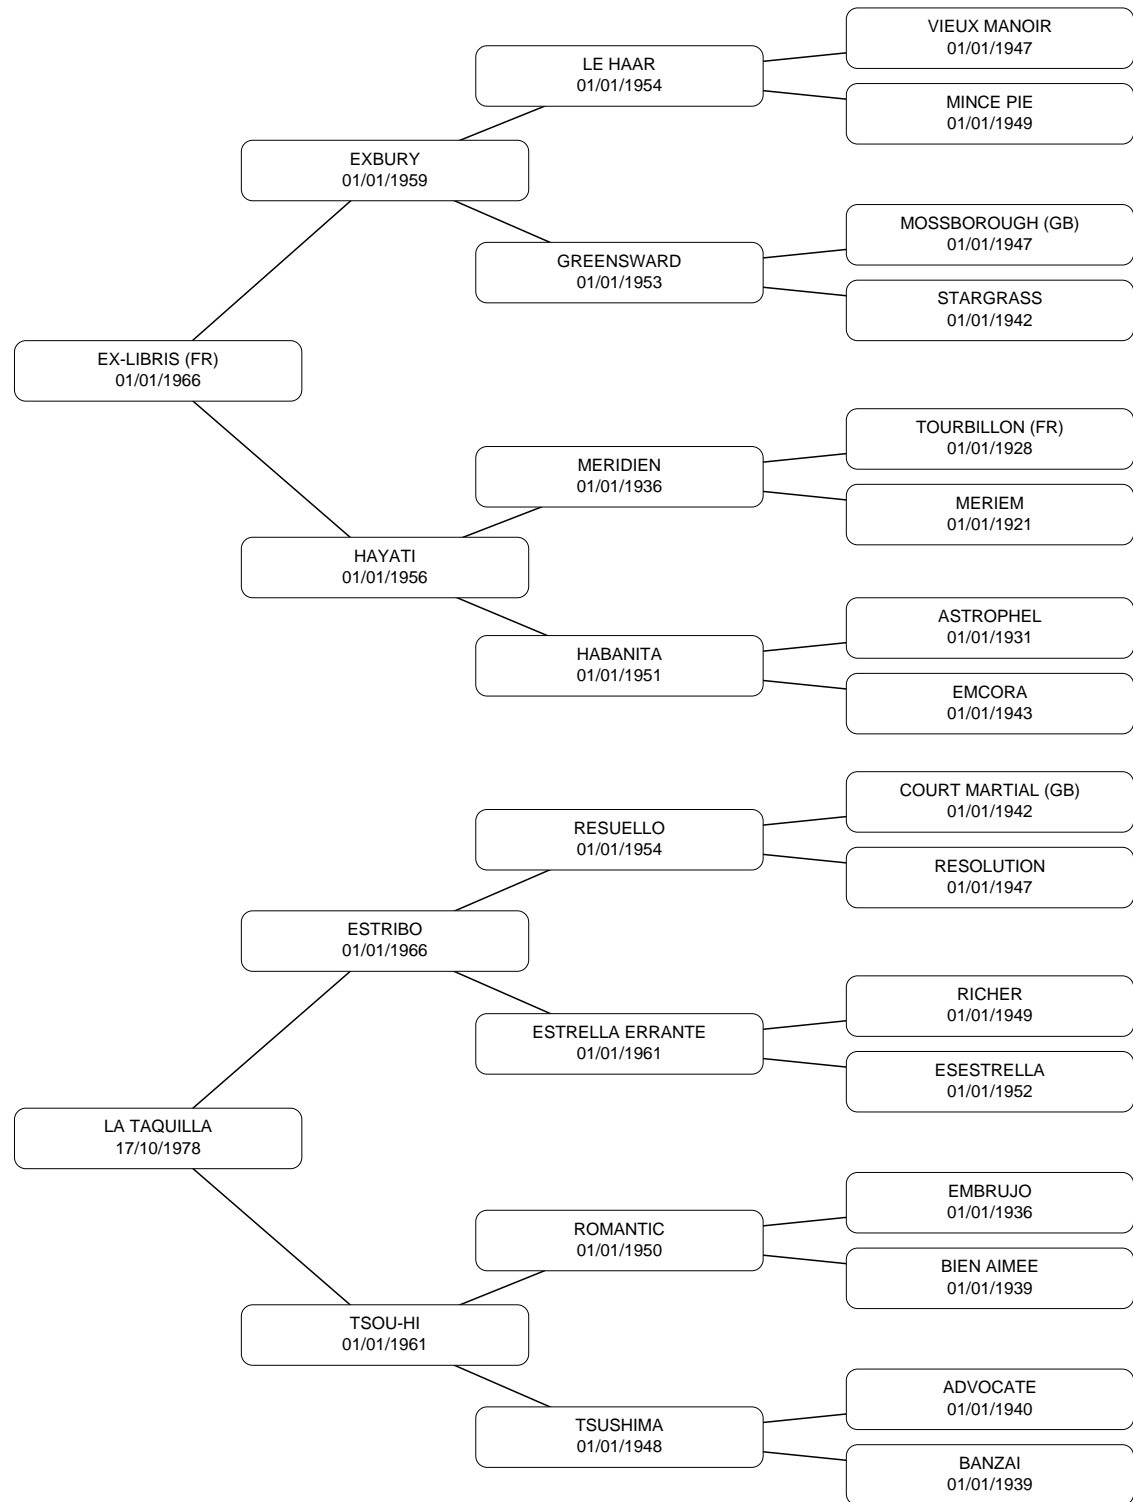 VIEUX MANOIR
01/01/1947
LE HAAR
01/01/1954
MINCE PIE
01/01/1949
EXBURY
01/01/1959
MOSSBOROUGH (GB)
01/01/1947
GREENSWARD
01/01/1953
STARGRASS
01/01/1942
EX-LIBRIS (FR)
01/01/1966
TOURBILLON (FR)
01/01/1928
MERIDIEN
01/01/1936
MERIEM
01/01/1921
HAYATI
01/01/1956
ASTROPHEL
01/01/1931
HABANITA
01/01/1951
EMCORA
01/01/1943
COURT MARTIAL (GB)
01/01/1942
RESUELLO
01/01/1954
RESOLUTION
01/01/1947
ESTRIBO
01/01/1966
RICHER
01/01/1949
ESTRELLA ERRANTE
01/01/1961
ESESTRELLA
01/01/1952
LA TAQUILLA
17/10/1978
EMBRUJO
01/01/1936
ROMANTIC
01/01/1950
BIEN AIMEE
01/01/1939
TSOU-HI
01/01/1961
ADVOCATE
01/01/1940
TSUSHIMA
01/01/1948
BANZAI
01/01/1939